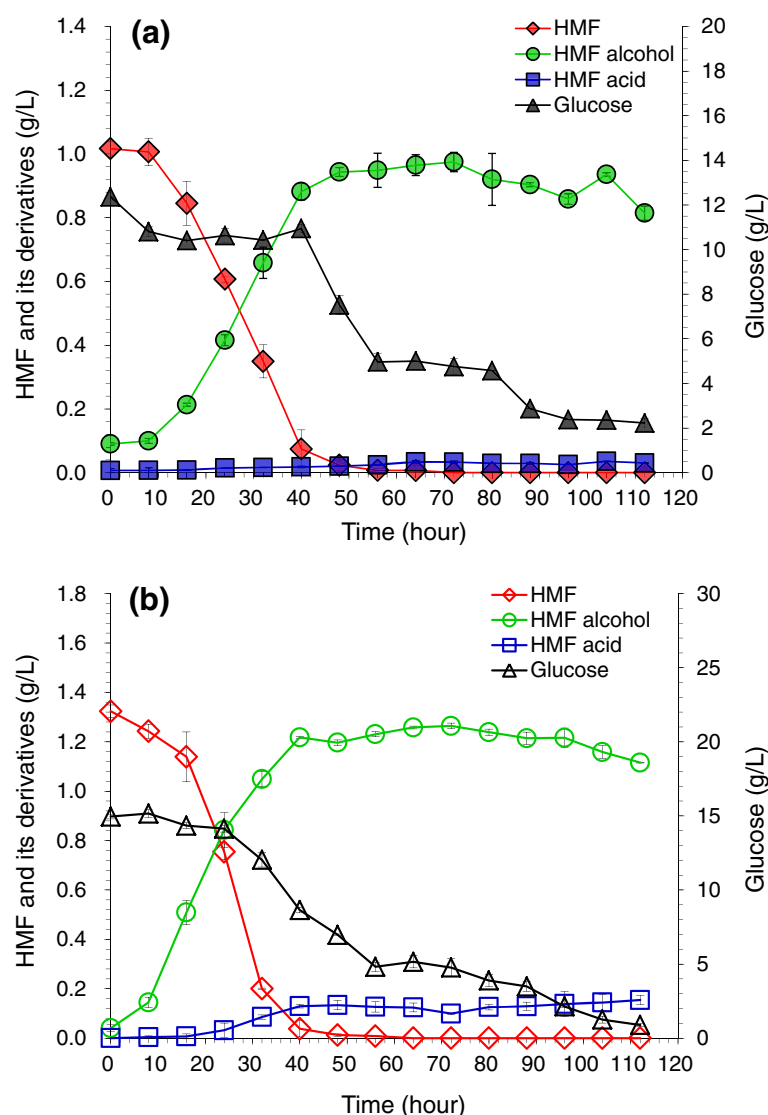 (a)
HMF
HMF alcohol
HMF acid
Glucose
HMF and its derivatives (g/L)
1.4
1.2
1.0
0.8
0.6
0.4
0.2
0.0
20
18
16
14
12
10
8
6
4
2
0
Glucose (g/L)
0 10 20 30 40 50 60 70 80 90 100 110 120
Time (hour)
(b)
HMF
HMF alcohol
HMF acid
Glucose
HMF and its derivatives (g/L)
1.8
1.6
1.4
1.2
1.0
0.8
0.6
0.4
0.2
0.0
30
25
20
15
10
5
0
Glucose (g/L)
0 10 20 30 40 50 60 70 80 90 100 110 120
Time (hour)